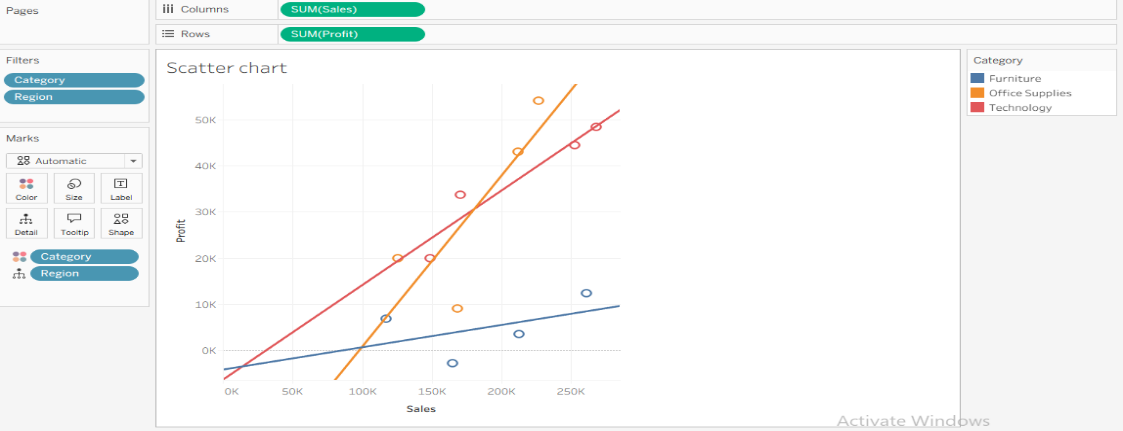 Pages
Columns
SUM(Sales)
Rows
SUM(Profit)
Filters
Category
Region
Marks
Automatic
Color
Size
Label
Detail
Tooltip
Shape
Category
Region
Scatter chart
50K
40K
30K
20K
10K
0K
Profit
0K
50K
100K
150K
200K
250K
Sales
Category
Furniture
Office Supplies
Technology
Activate Windows